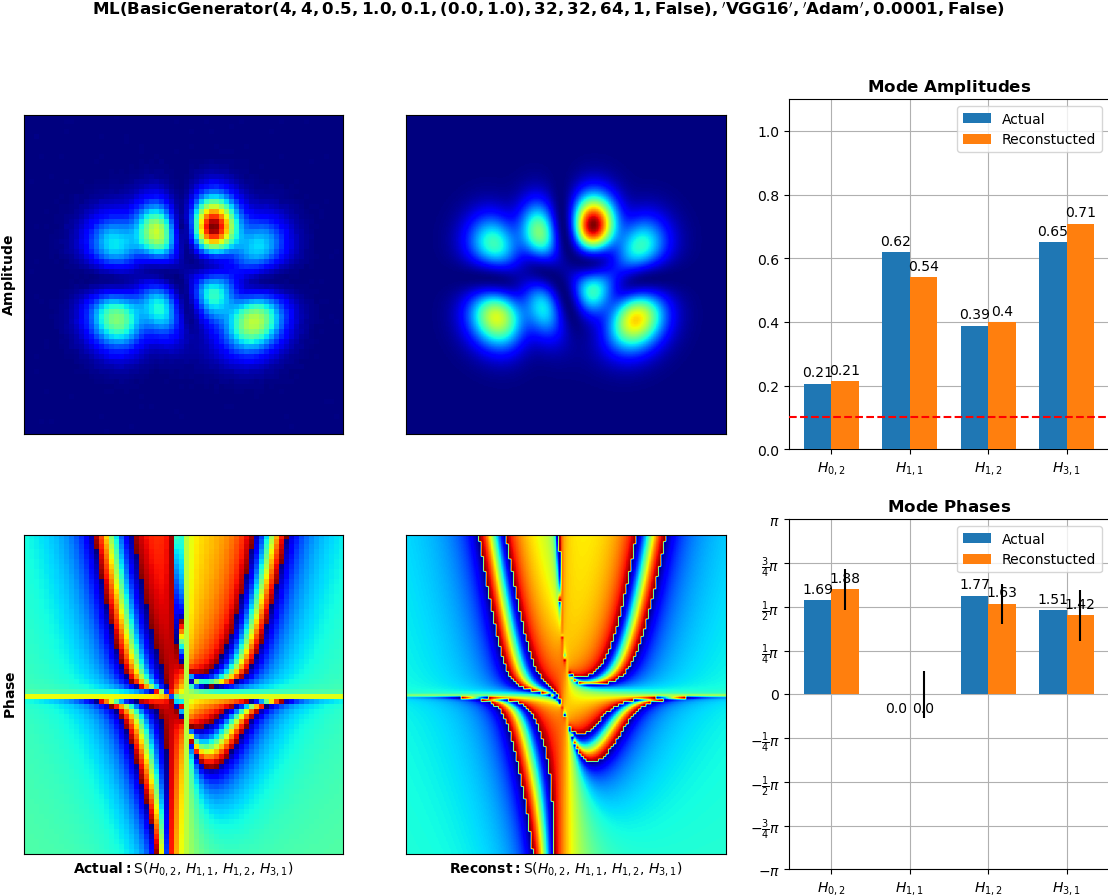 ML(BasicGenerator(4, 4, 0.5, 1.0, 0.1, (0.0, 1.0), 32, 32, 64, 1, False), 'VGG16', 'Adam', 0.0001, False)
Amplitude
Mode Amplitudes
Actual
Reconstucted
1.0
0.8
0.6
0.4
0.2
0.0
0.21 0.21
0.62 0.54
0.39 0.4
0.65 0.71
H₀,₂ H₁,₁ H₁,₂ H₃,₁
Phase
Actual: S(H₀,₂, H₁,₁, H₁,₂, H₃,₁)
Reconst: S(H₀,₂, H₁,₁, H₁,₂, H₃,₁)
Mode Phases
Actual
Reconstucted
π
3/4π
1/2π
1/4π
0
−1/4π
−1/2π
−3/4π
−π
1.69 1.88
0.0 0.0
1.77 1.63
1.51 1.42
H₀,₂ H₁,₁ H₁,₂ H₃,₁